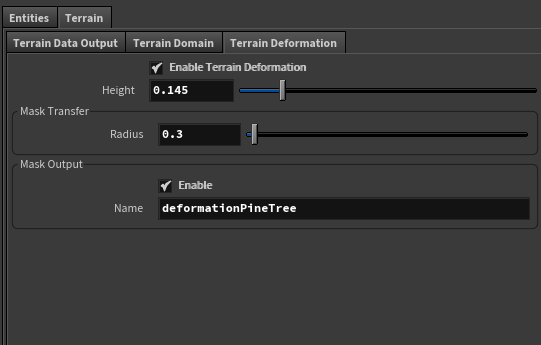 Entities Terrain
Terrain Data Output Terrain Domain Terrain Deformation
Enable Terrain Deformation
Height 0.145
Mask Transfer
Radius 0.3
Mask Output
Enable
Name deformationPineTree